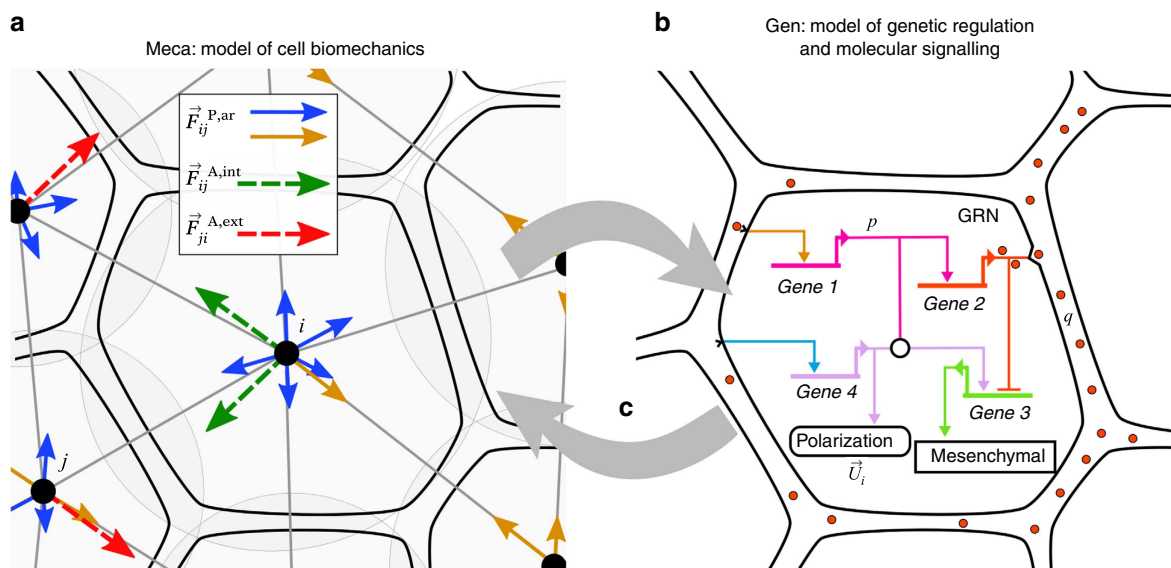 a
Meca: model of cell biomechanics
F⃗ij P,ar
F⃗ij A,int
F⃗ji A,ext
i
j
b
Gen: model of genetic regulation
and molecular signalling
GRN
p
Gene 1
Gene 2
q
Gene 4
Gene 3
Polarization
U⃗i
Mesenchymal
c